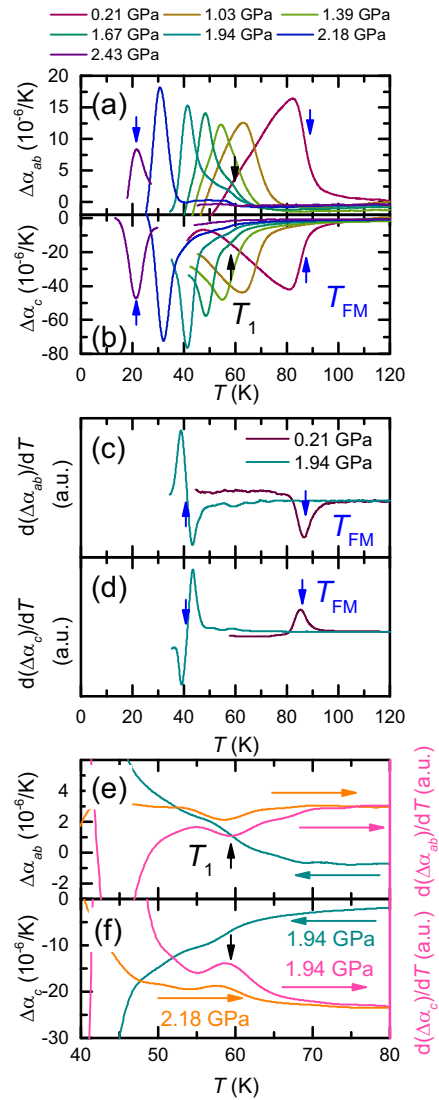 0.21 GPa 1.03 GPa 1.39 GPa
1.67 GPa 1.94 GPa 2.18 GPa
2.43 GPa
20
15
10
5
0
(a)
Δα_ab (10^-6/K)
0
-20
-40
-60
-80
(b)
Δα_c (10^-6/K)
T_1
T_FM
0 20 40 60 80 100 120
T (K)
(c)
0.21 GPa
1.94 GPa
d(Δα_ab)/dT
(a.u.)
T_FM
(d)
d(Δα_c)/dT
(a.u.)
T_FM
0 20 40 60 80 100 120
T (K)
(e)
4
2
0
Δα_ab (10^-6/K)
T_1
d(Δα_ab)/dT (a.u.)
0
-10
-20
-30
(f)
Δα_c (10^-6/K)
1.94 GPa
1.94 GPa
2.18 GPa
d(Δα_c)/dT (a.u.)
40 50 60 70 80
T (K)